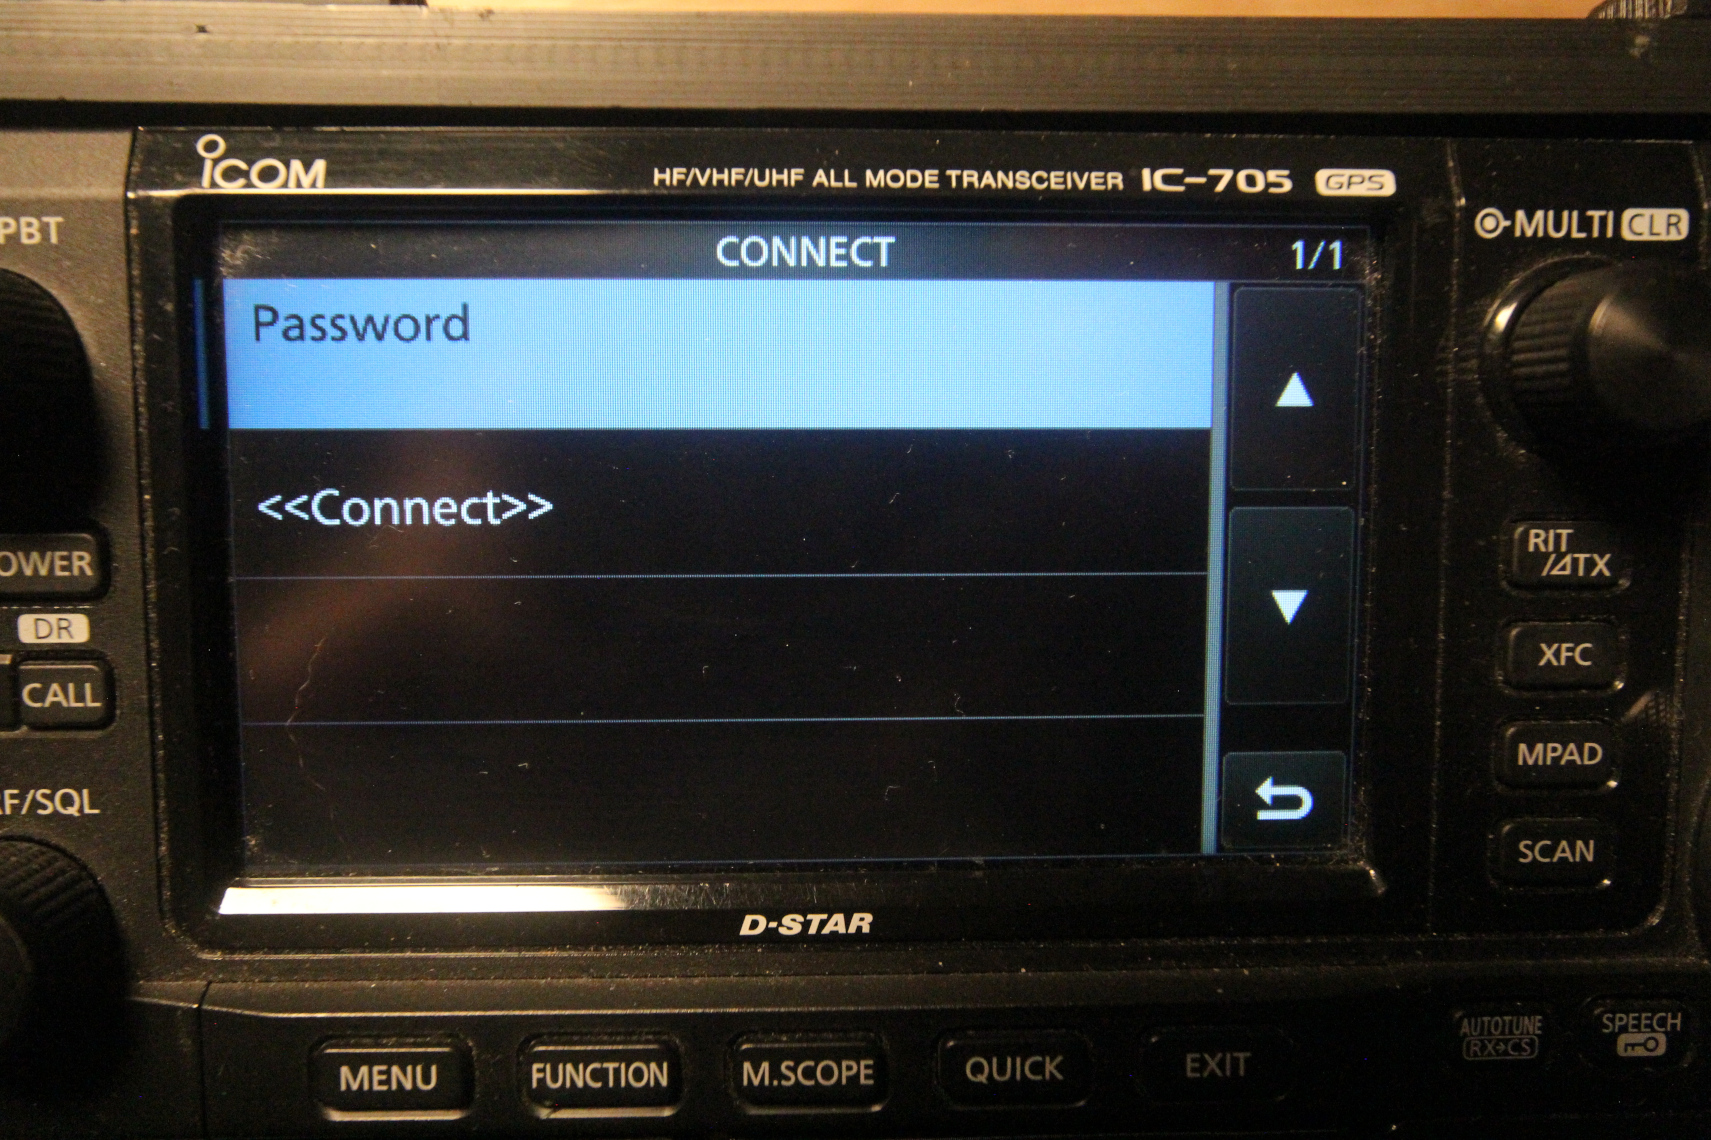 ICOM
HF/VHF/UHF ALL MODE TRANSCEIVER IC-705 GPS
PBT
MULTI CLR
CONNECT 1/1
Password
<<Connect>>
OWER
RIT
/⊿TX
DR
CALL
XFC
MPAD
RF/SQL
SCAN
D-STAR
MENU
FUNCTION
M.SCOPE
QUICK
EXIT
AUTOTUNE
RX→CS
SPEECH